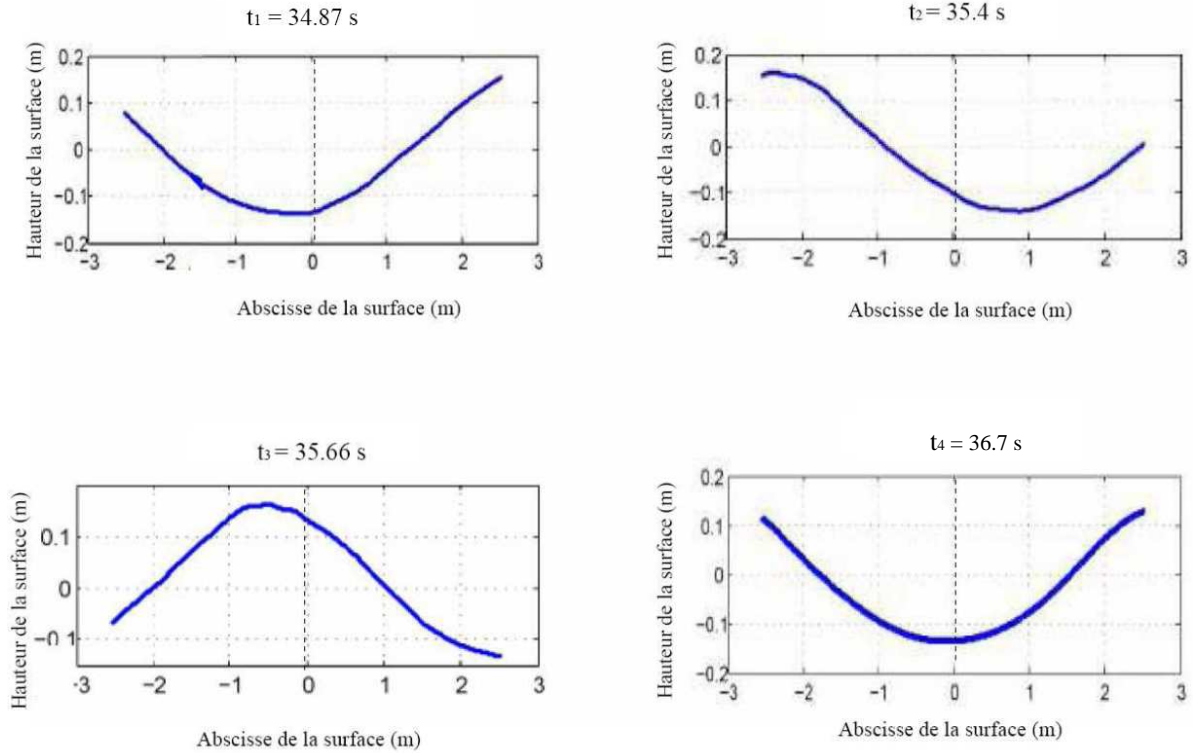 t₁ = 34.87 s
Hauteur de la surface (m)
0.2
0.1
0
−0.1
−0.2
−3 −2 −1 0 1 2 3
Abscisse de la surface (m)
t₂ = 35.4 s
Hauteur de la surface (m)
0.2
0.1
0
−0.1
−0.2
−3 −2 −1 0 1 2 3
Abscisse de la surface (m)
t₃ = 35.66 s
Hauteur de la surface (m)
0.1
0
−0.1
-3 −2 −1 0 1 2 3
Abscisse de la surface (m)
t₄ = 36.7 s
Hauteur de la surface (m)
0.2
0.1
0
−0.1
−0.2
−3 −2 −1 0 1 2 3
Abscisse de la surface (m)